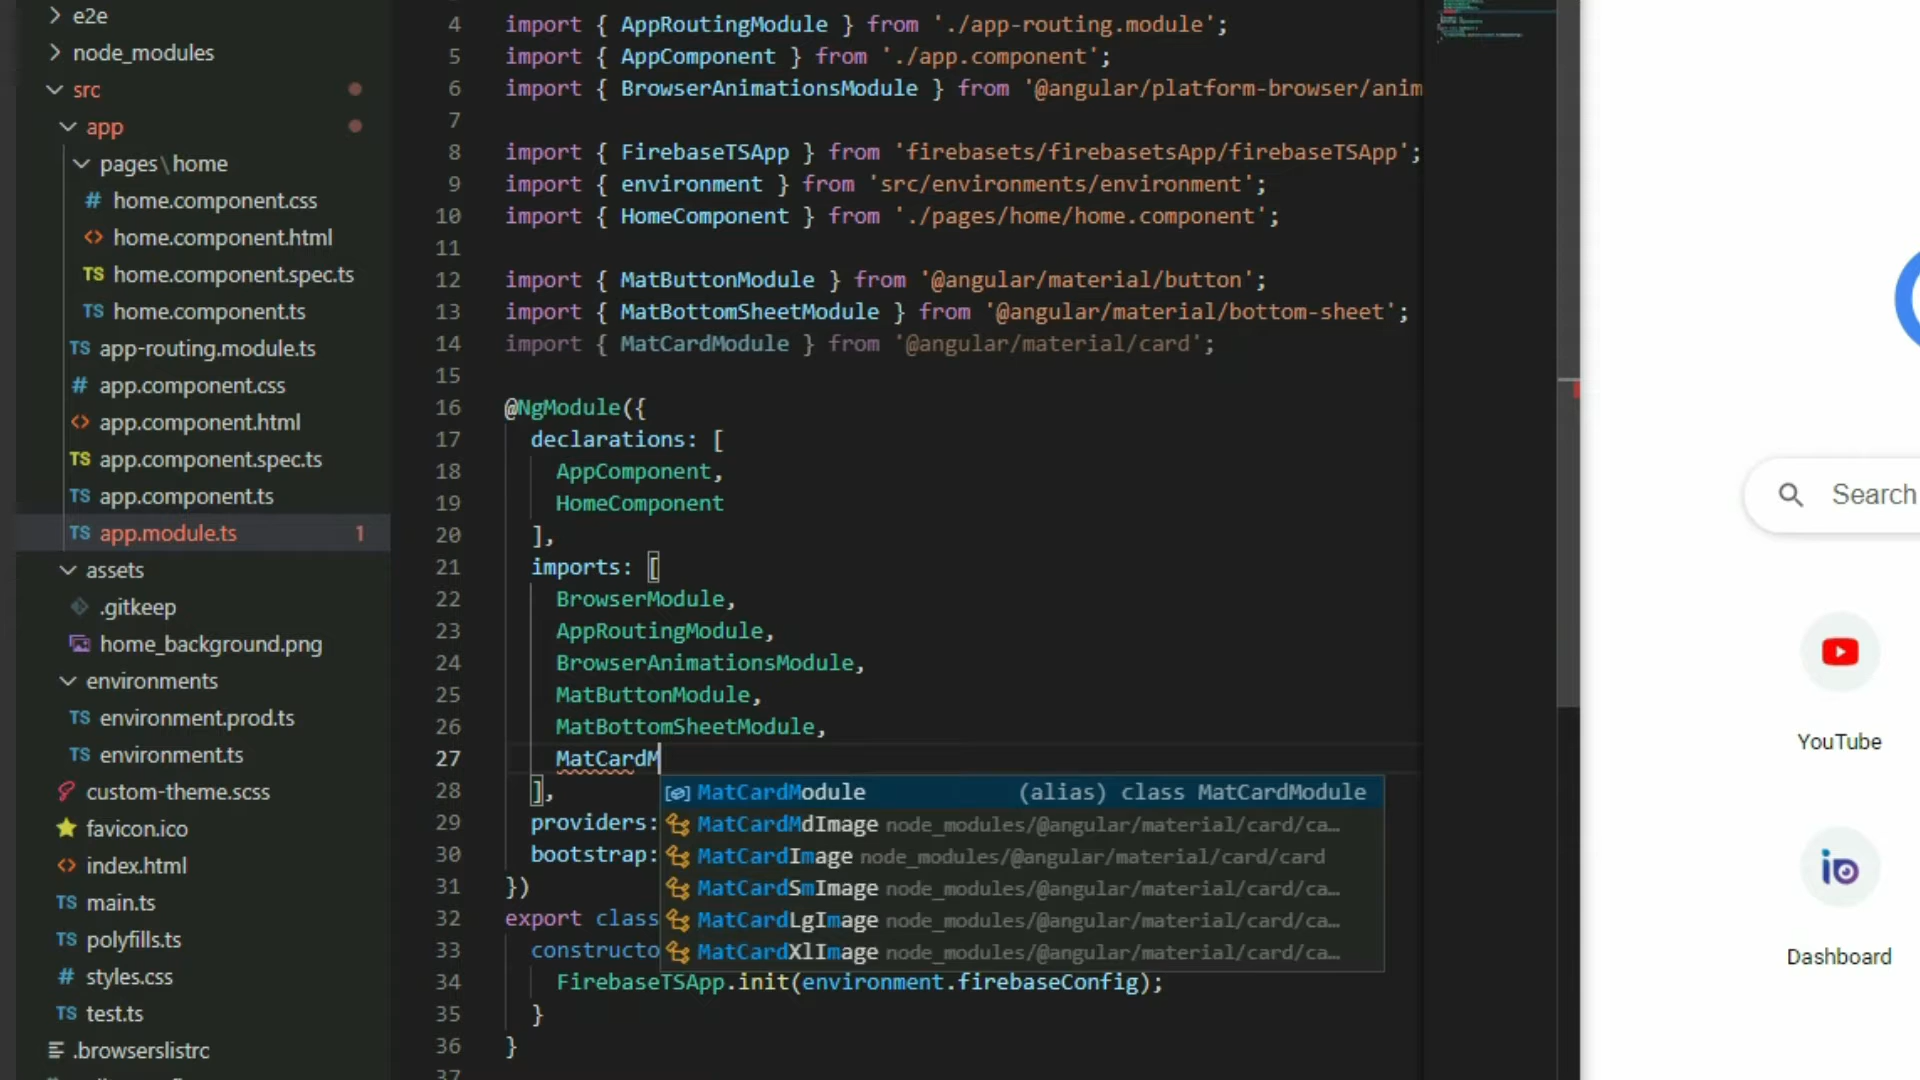 e2e
node_modules
src
app
pages\home
# home.component.css
<> home.component.html
TS home.component.spec.ts
TS home.component.ts
TS app-routing.module.ts
# app.component.css
<> app.component.html
TS app.component.spec.ts
TS app.component.ts
TS app.module.ts 1
assets
.gitkeep
home_background.png
environments
TS environment.prod.ts
TS environment.ts
custom-theme.scss
favicon.ico
<> index.html
TS main.ts
TS polyfills.ts
# styles.css
TS test.ts
.browserslistrc
4 import { AppRoutingModule } from './app-routing.module';
5 import { AppComponent } from './app.component';
6 import { BrowserAnimationsModule } from '@angular/platform-browser/anim
7
8 import { FirebaseTSApp } from 'firebasets/firebasetsApp/firebaseTSApp';
9 import { environment } from 'src/environments/environment';
10 import { HomeComponent } from './pages/home/home.component';
11
12 import { MatButtonModule } from '@angular/material/button';
13 import { MatBottomSheetModule } from '@angular/material/bottom-sheet';
14 import { MatCardModule } from '@angular/material/card';
15
16 @NgModule({
17 declarations: [
18 AppComponent,
19 HomeComponent
20 ],
21 imports: [
22 BrowserModule,
23 AppRoutingModule,
24 BrowserAnimationsModule,
25 MatButtonModule,
26 MatBottomSheetModule,
27 MatCardM
28 ],
29 providers:
30 bootstrap:
31 })
32 export class
33 constructo
34 FirebaseTSApp.init(environment.firebaseConfig);
35 }
36 }
37
MatCardModule (alias) class MatCardModule
MatCardMdImage node_modules/@angular/material/card/ca…
MatCardImage node_modules/@angular/material/card/card
MatCardSmImage node_modules/@angular/material/card/ca…
MatCardLgImage node_modules/@angular/material/card/ca…
MatCardXlImage node_modules/@angular/material/card/ca…
Search
YouTube
Dashboard